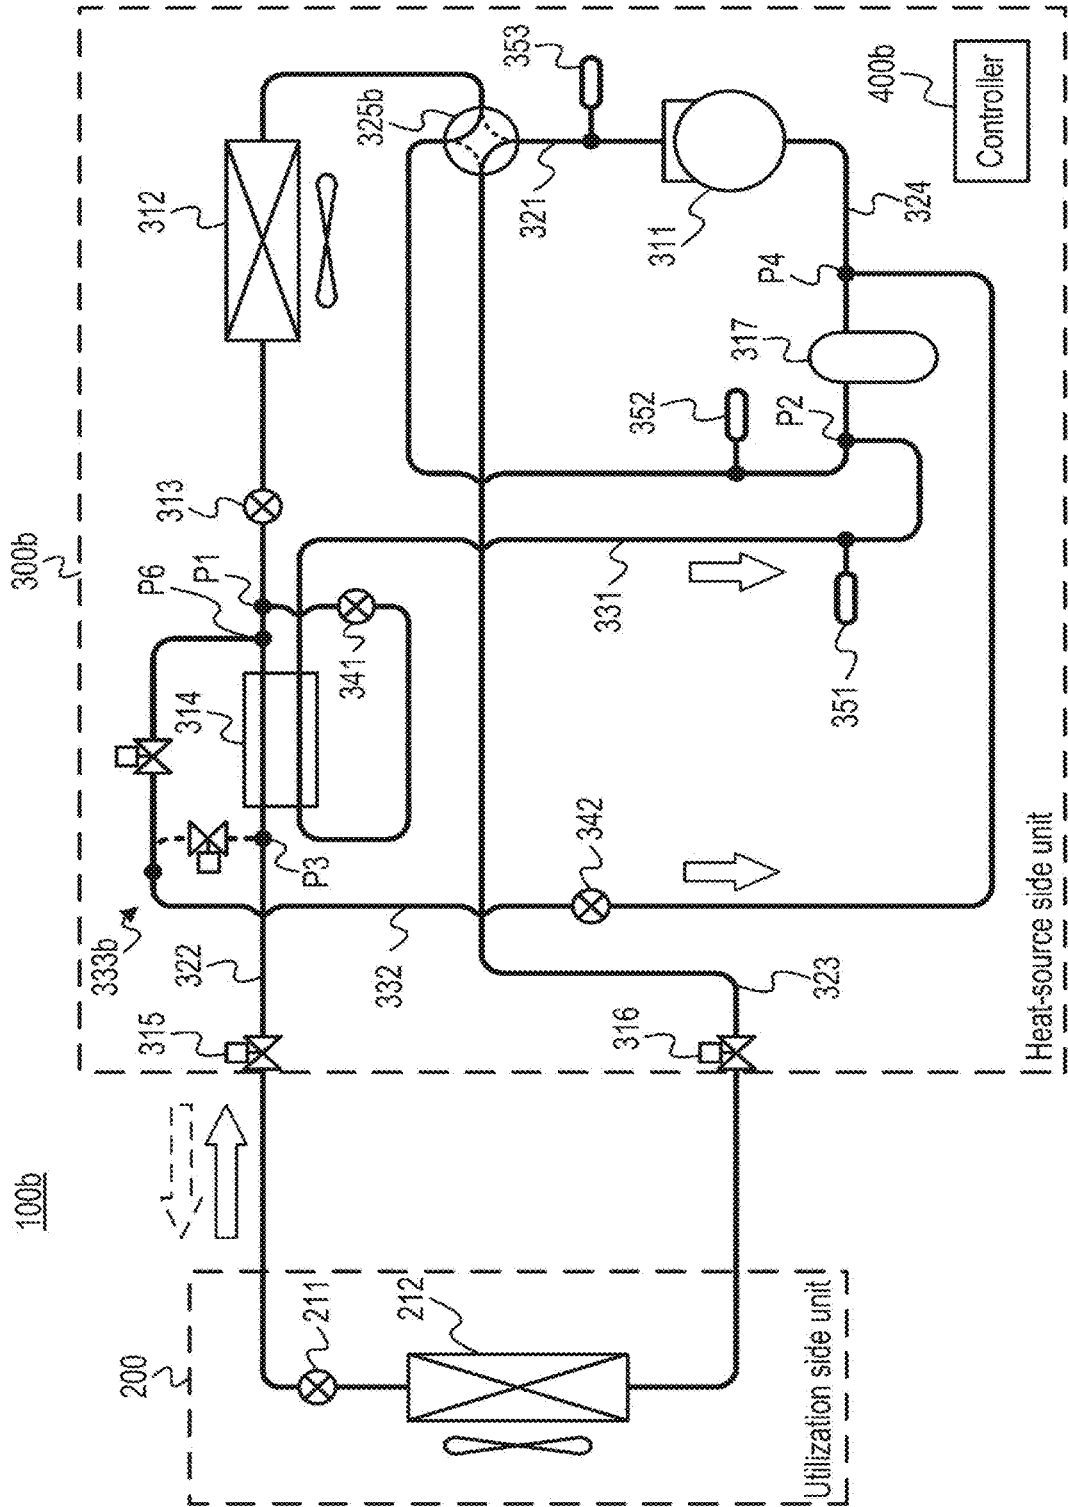 100b
300b
333b
P6
P1
313
312
325b
353
321
311
400b
Controller
324
P4
317
P2
352
331
351
341
314
P3
342
332
322
315
316
323
Heat-source side unit
200
211
212
Utilization side unit